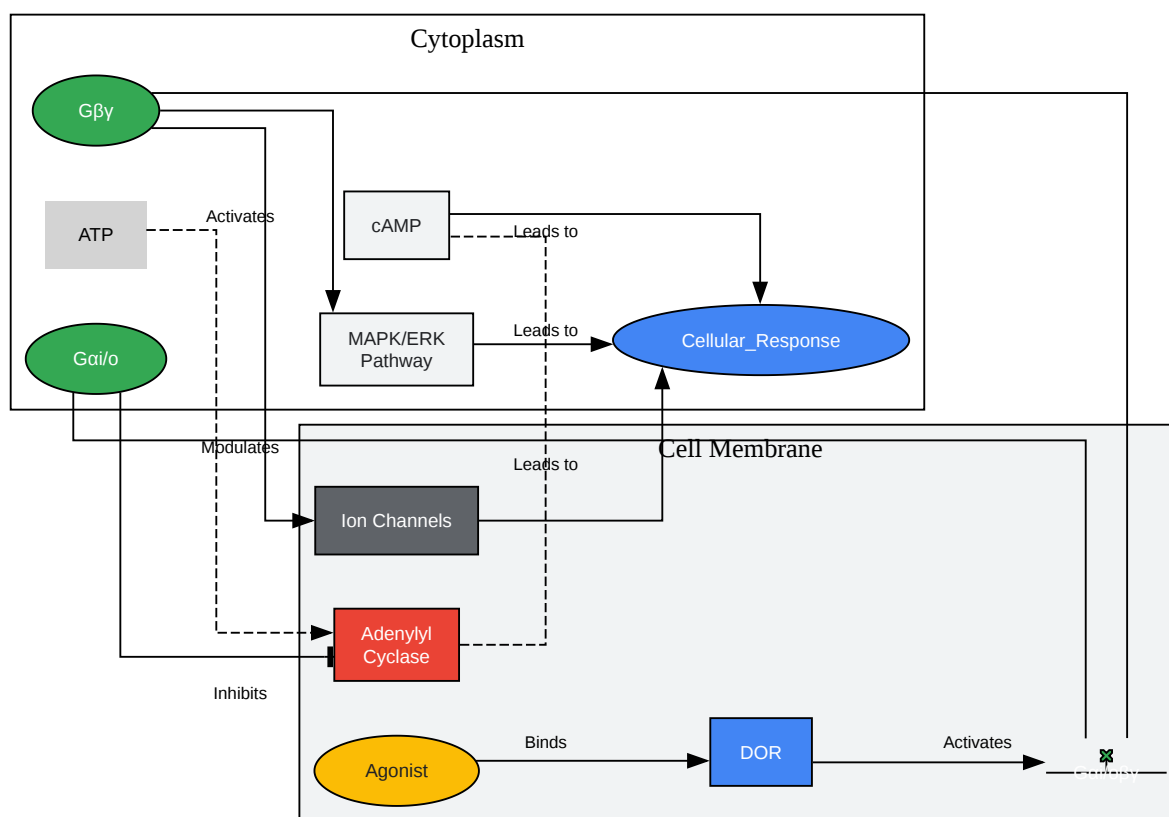 Cytoplasm
Gβγ
ATP
Activates
cAMP
Leads to
Gαi/o
MAPK/ERK
Pathway
Leads to
Cellular_Response
Modulates
Cell Membrane
Leads to
Ion Channels
Adenylyl
Cyclase
Inhibits
Agonist
Binds
DOR
Activates